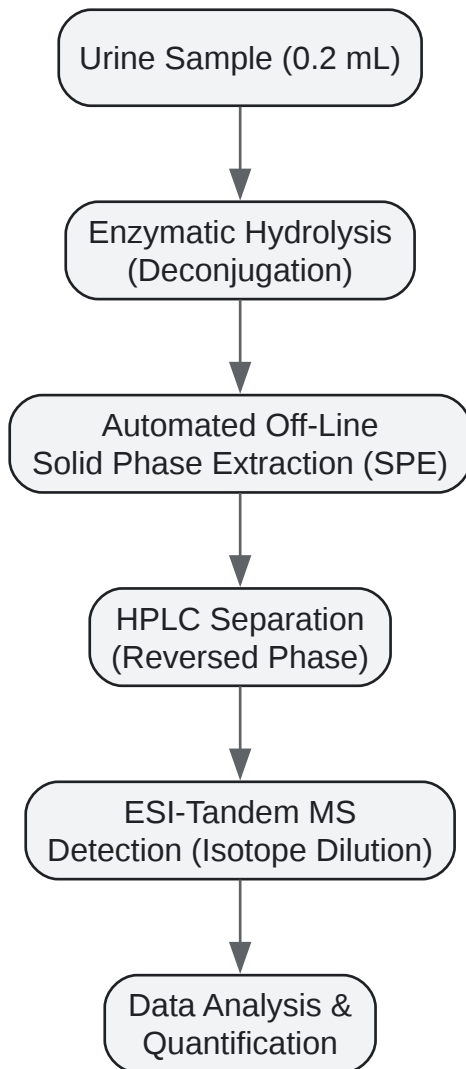 Urine Sample (0.2 mL)
Enzymatic Hydrolysis
(Deconjugation)
Automated Off-Line
Solid Phase Extraction (SPE)
HPLC Separation
(Reversed Phase)
ESI-Tandem MS
Detection (Isotope Dilution)
Data Analysis &
Quantification